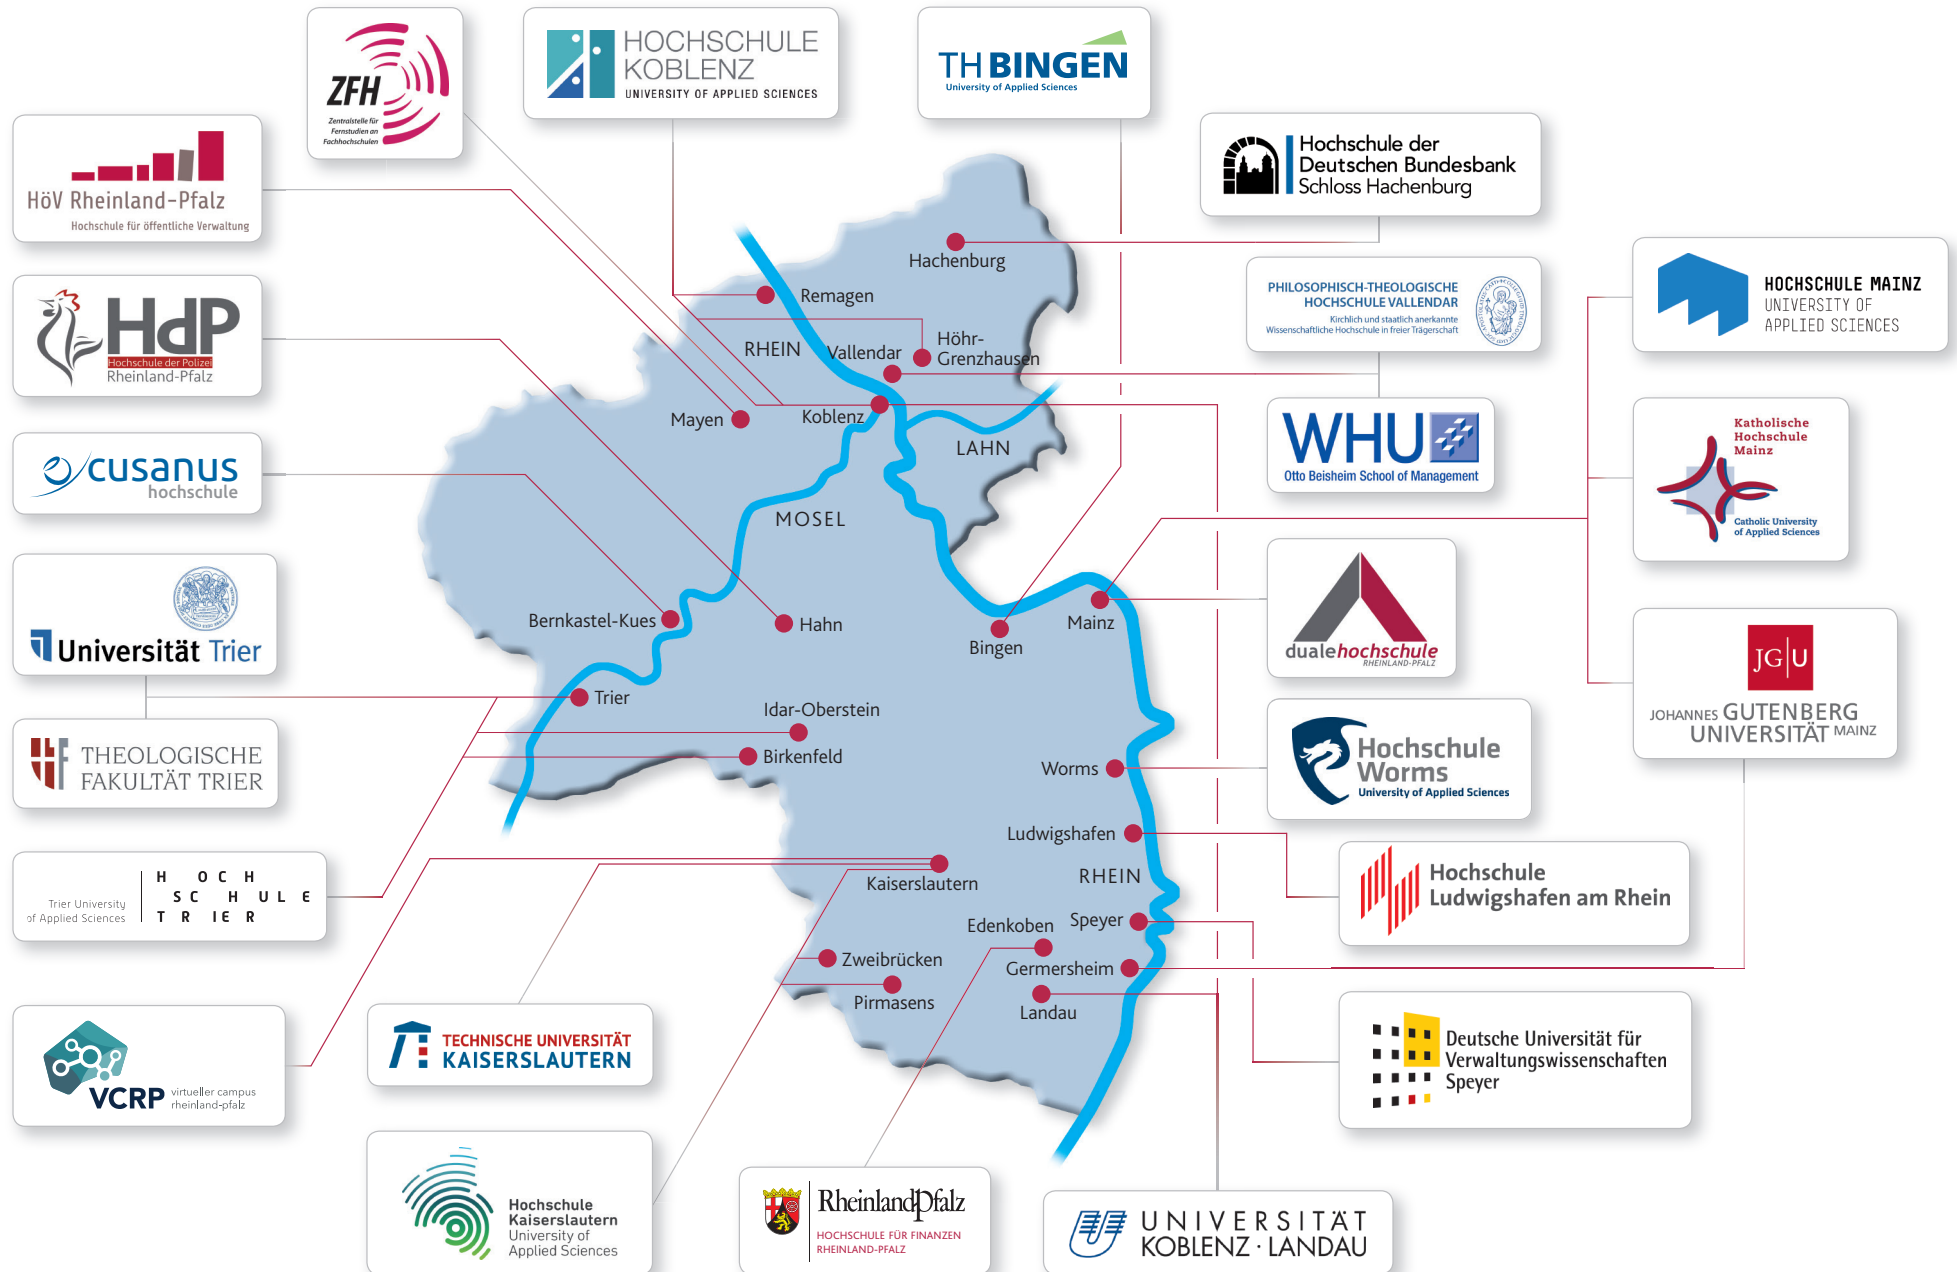 ZFH
Zentralstelle für
Fernstudien an
Fachhochschulen
HOCHSCHULE
KOBLENZ
UNIVERSITY OF APPLIED SCIENCES
TH BINGEN
University of Applied Sciences
HöV Rheinland-Pfalz
Hochschule für öffentliche Verwaltung
Hochschule der
Deutschen Bundesbank
Schloss Hachenburg
HdP
Hochschule der Polizei
Rheinland-Pfalz
PHILOSOPHISCH-THEOLOGISCHE
HOCHSCHULE VALLENDAR
Kirchlich und staatlich anerkannte
Wissenschaftliche Hochschule in freier Trägerschaft
HOCHSCHULE MAINZ
UNIVERSITY OF
APPLIED SCIENCES
cusanus
hochschule
WHU
Otto Beisheim School of Management
Katholische
Hochschule
Mainz
Catholic University
of Applied Sciences
Universität Trier
dualehochschule
RHEINLAND-PFALZ
JG|U
JOHANNES GUTENBERG
UNIVERSITÄT MAINZ
THEOLOGISCHE
FAKULTÄT TRIER
Hochschule
Worms
University of Applied Sciences
Trier University
of Applied Sciences
HOCH
SCHULE
TRIER
Hochschule
Ludwigshafen am Rhein
VCRP
virtueller campus
rheinland-pfalz
TECHNISCHE UNIVERSITÄT
KAISERSLAUTERN
Deutsche Universität für
Verwaltungswissenschaften
Speyer
Hochschule
Kaiserslautern
University of
Applied Sciences
RheinlandPfalz
HOCHSCHULE FÜR FINANZEN
RHEINLAND-PFALZ
UNIVERSITÄT
KOBLENZ · LANDAU
Hachenburg
Remagen
RHEIN
Vallendar
Höhr-
Grenzhausen
Mayen
Koblenz
LAHN
MOSEL
Bernkastel-Kues
Hahn
Bingen
Mainz
Trier
Idar-Oberstein
Birkenfeld
Worms
Ludwigshafen
Kaiserslautern
RHEIN
Edenkoben
Speyer
Zweibrücken
Germersheim
Pirmasens
Landau